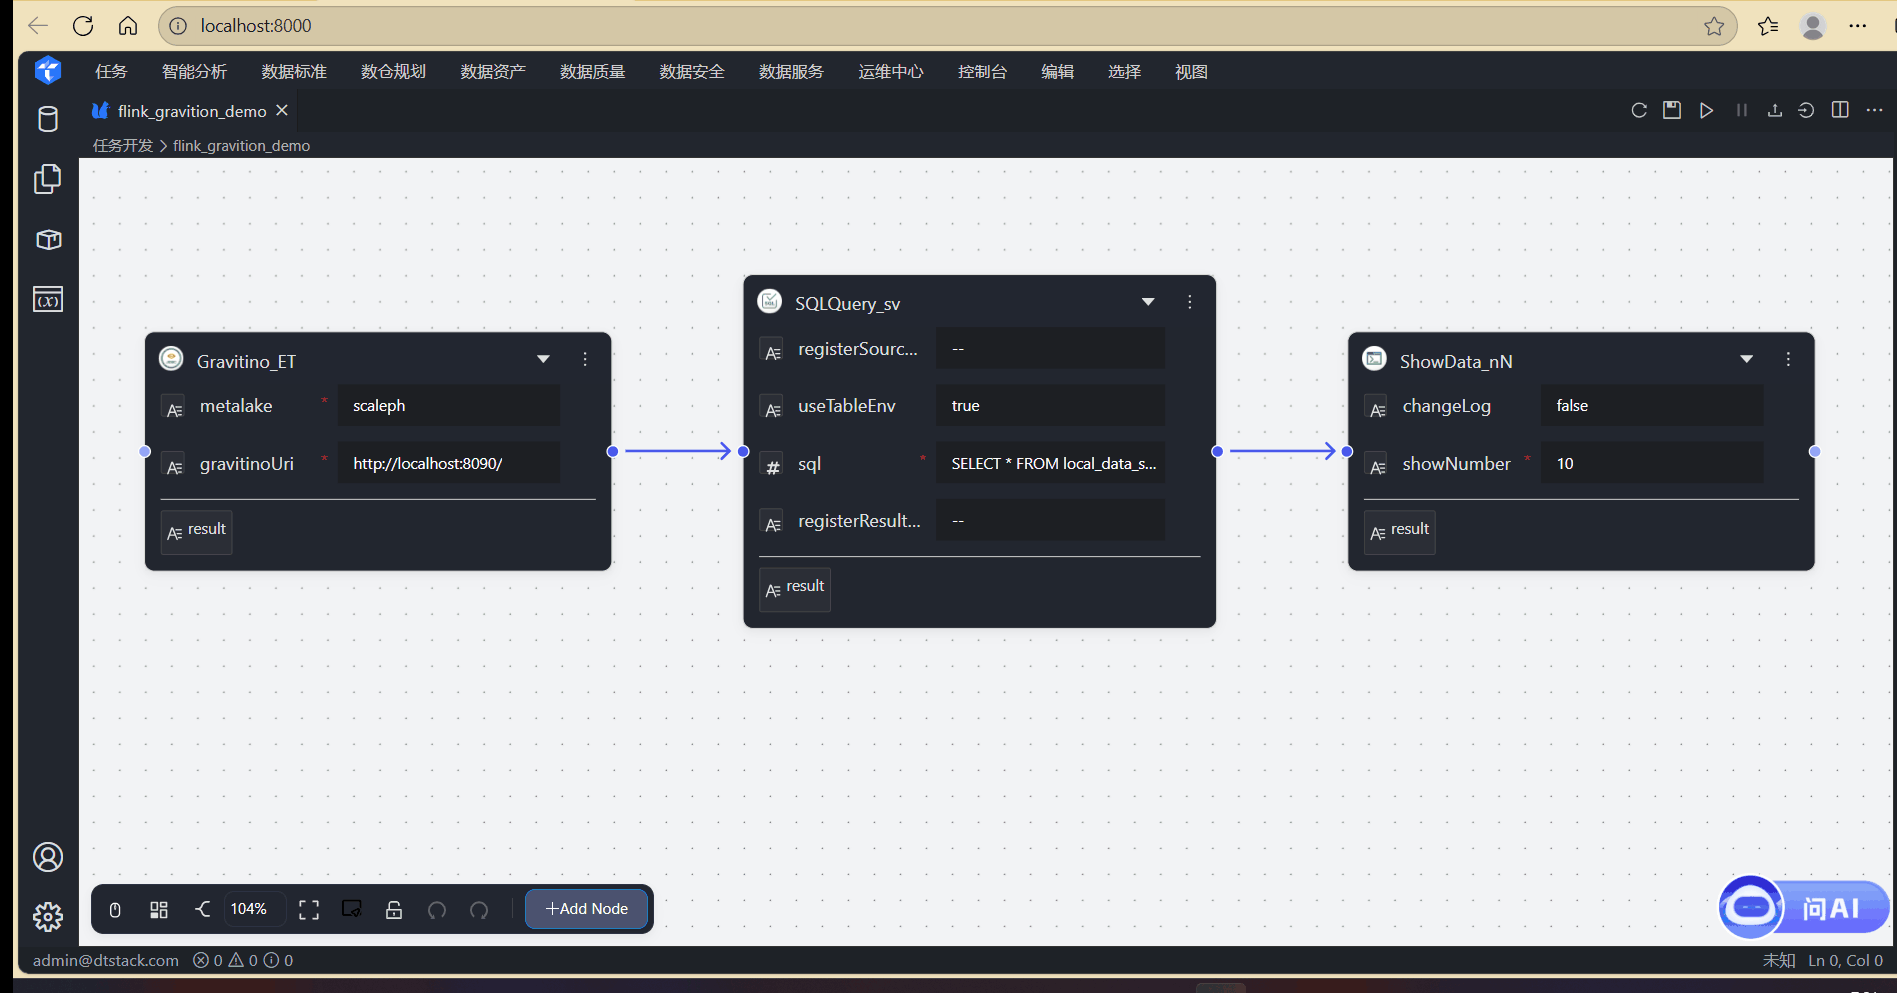 localhost:8000
任务 智能分析 数据标准 数仓规划 数据资产 数据质量 数据安全 数据服务 运维中心 控制台 编辑 选择 视图
flink_gravition_demo
任务开发 > flink_gravition_demo
Gravitino_ET
metalake * scaleph
gravitinoUri * http://localhost:8090/
result
SQLQuery_sv
registerSourc... --
useTableEnv true
sql * SELECT * FROM local_data_s...
registerResult... --
result
ShowData_nN
changeLog false
showNumber * 10
result
104% +Add Node
问AI
admin@dtstack.com 0 0 0 未知 Ln 0, Col 0